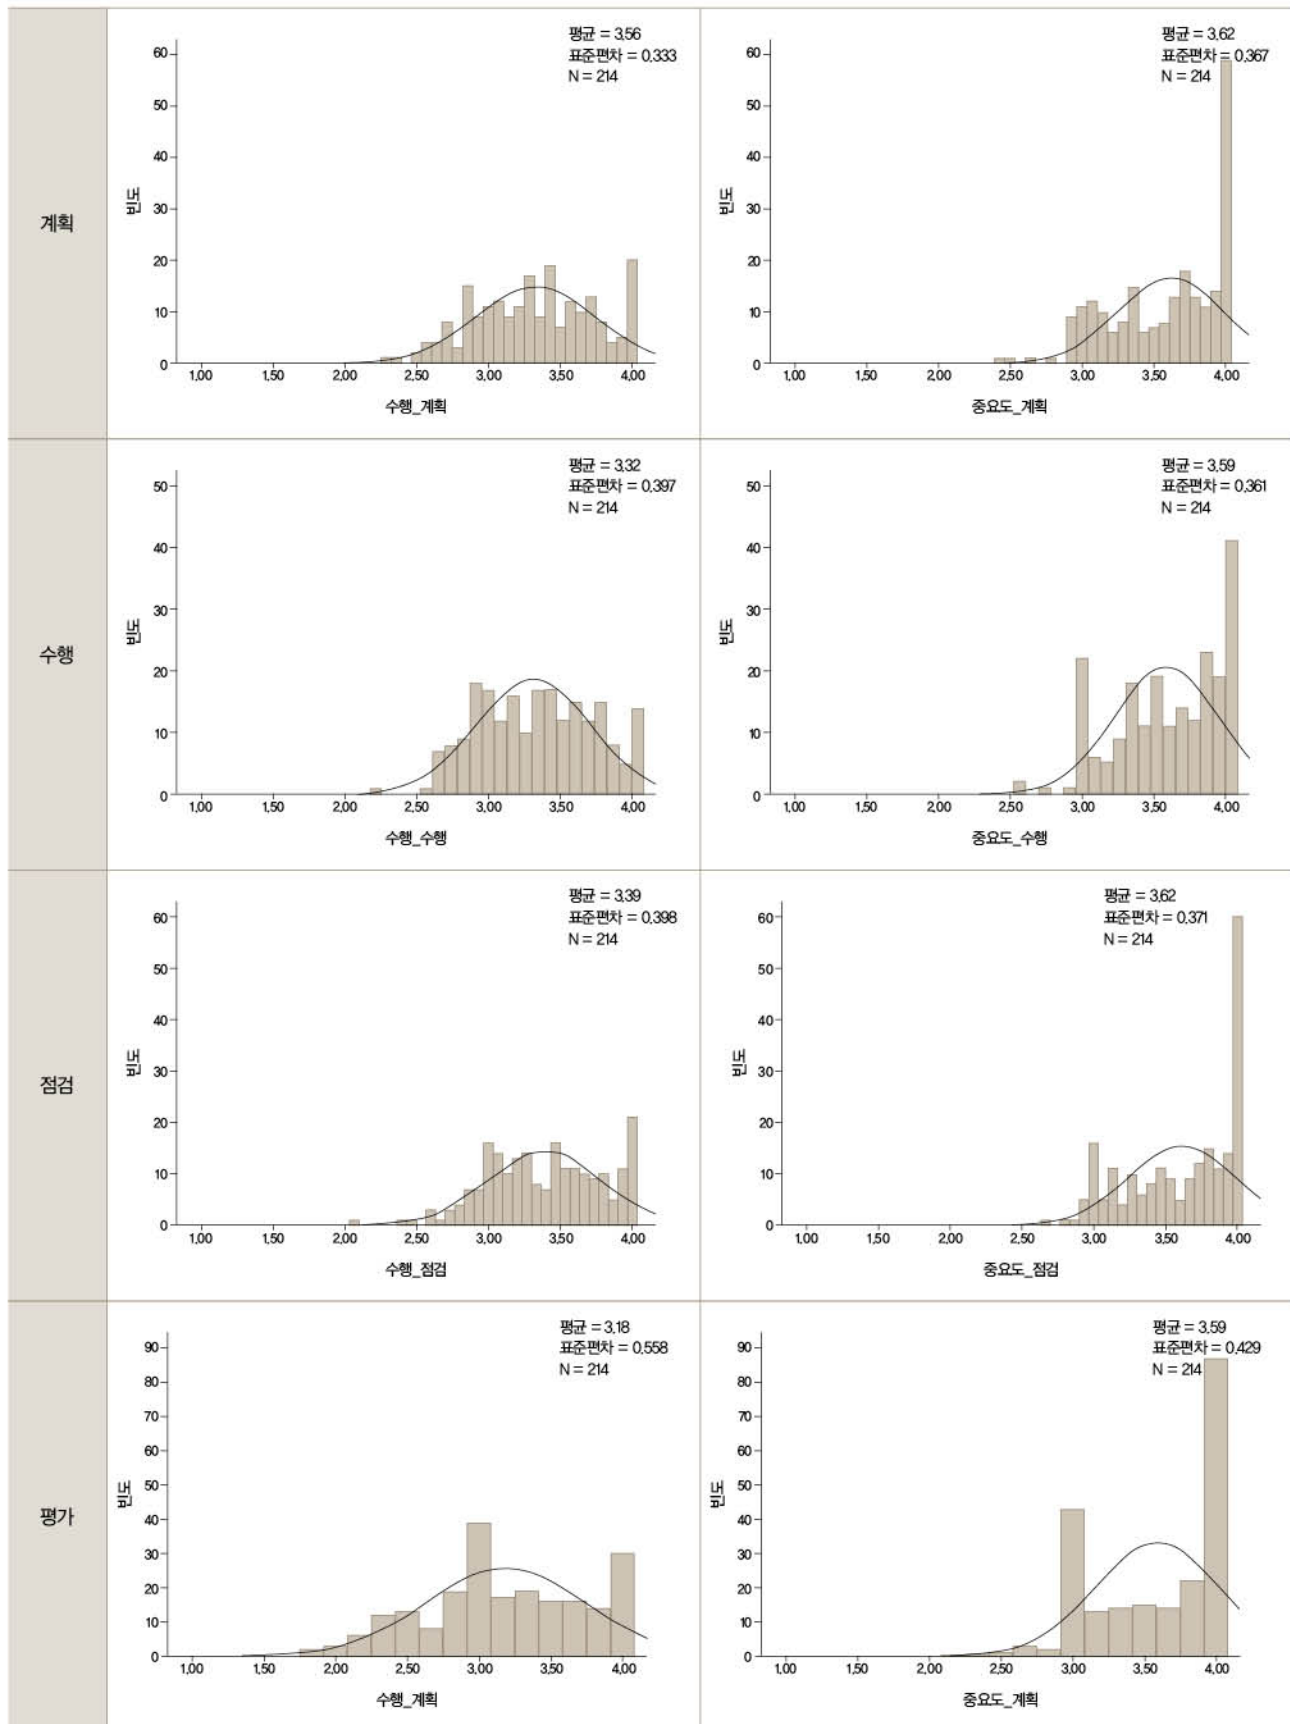 계획
평균 = 3.56
표준편차 = 0.333
N = 214
60
50
40
30
20
10
0
빈도
1.00 1.50 2.00 2.50 3.00 3.50 4.00
수행_계획
평균 = 3.62
표준편차 = 0.367
N = 214
60
50
40
30
20
10
0
빈도
1.00 1.50 2.00 2.50 3.00 3.50 4.00
중요도_계획
수행
평균 = 3.32
표준편차 = 0.397
N = 214
50
40
30
20
10
0
빈도
1.00 1.50 2.00 2.50 3.00 3.50 4.00
수행_수행
평균 = 3.59
표준편차 = 0.361
N = 214
50
40
30
20
10
0
빈도
1.00 1.50 2.00 2.50 3.00 3.50 4.00
중요도_수행
점검
평균 = 3.39
표준편차 = 0.398
N = 214
60
50
40
30
20
10
0
빈도
1.00 1.50 2.00 2.50 3.00 3.50 4.00
수행_점검
평균 = 3.62
표준편차 = 0.371
N = 214
60
50
40
30
20
10
0
빈도
1.00 1.50 2.00 2.50 3.00 3.50 4.00
중요도_점검
평가
평균 = 3.18
표준편차 = 0.558
N = 214
90
80
70
60
50
40
30
20
10
0
빈도
1.00 1.50 2.00 2.50 3.00 3.50 4.00
수행_계획
평균 = 3.59
표준편차 = 0.429
N = 214
90
80
70
60
50
40
30
20
10
0
빈도
1.00 1.50 2.00 2.50 3.00 3.50 4.00
중요도_계획